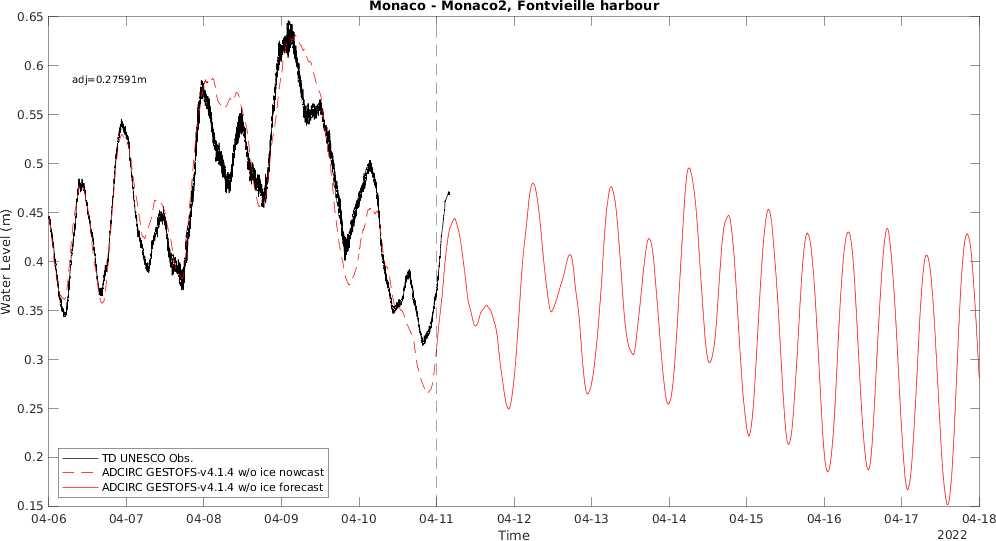 Monaco - Monaco2, Fontvieille harbour
0.65
0.6
0.55
0.5
0.45
0.4
0.35
0.3
0.25
0.2
0.15
Water Level (m)
adj=0.27591m
TD UNESCO Obs.
ADCIRC GESTOFS-v4.1.4 w/o ice nowcast
ADCIRC GESTOFS-v4.1.4 w/o ice forecast
04-06 04-07 04-08 04-09 04-10 04-11 04-12 04-13 04-14 04-15 04-16 04-17 04-18
Time
2022